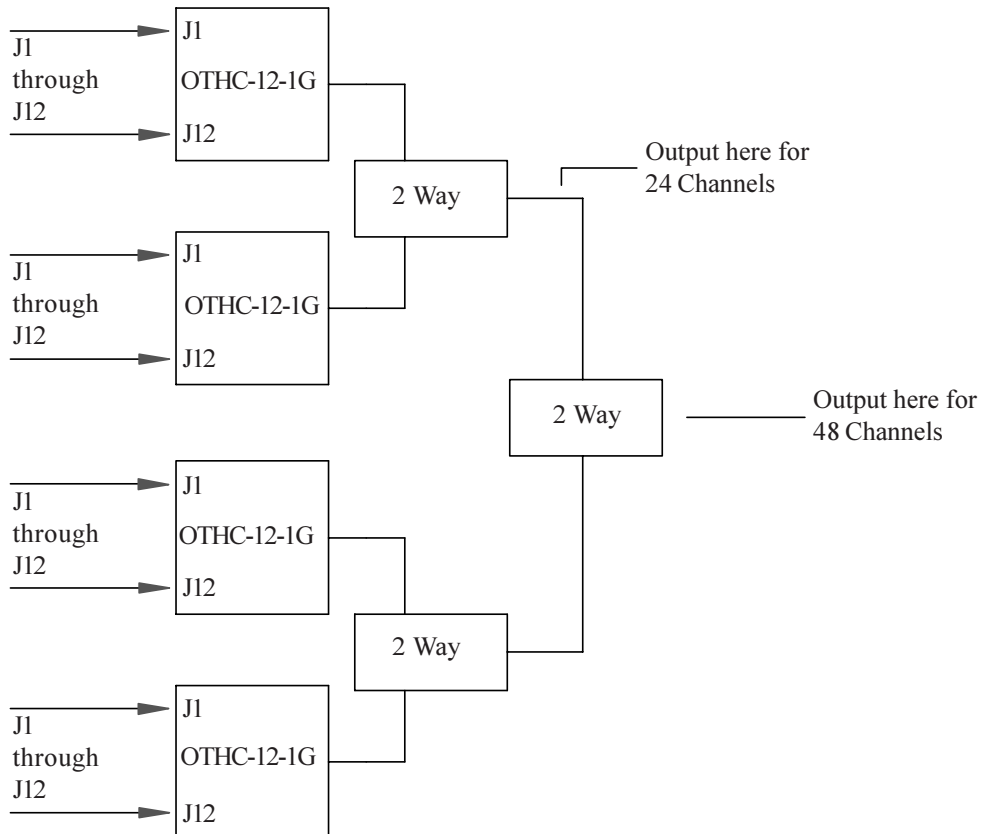 J1
through
J12
J1
OTHC-12-1G
J12
2 Way
Output here for
24 Channels
J1
through
J12
J1
OTHC-12-1G
J12
2 Way
Output here for
48 Channels
J1
through
J12
J1
OTHC-12-1G
J12
2 Way
J1
through
J12
J1
OTHC-12-1G
J12